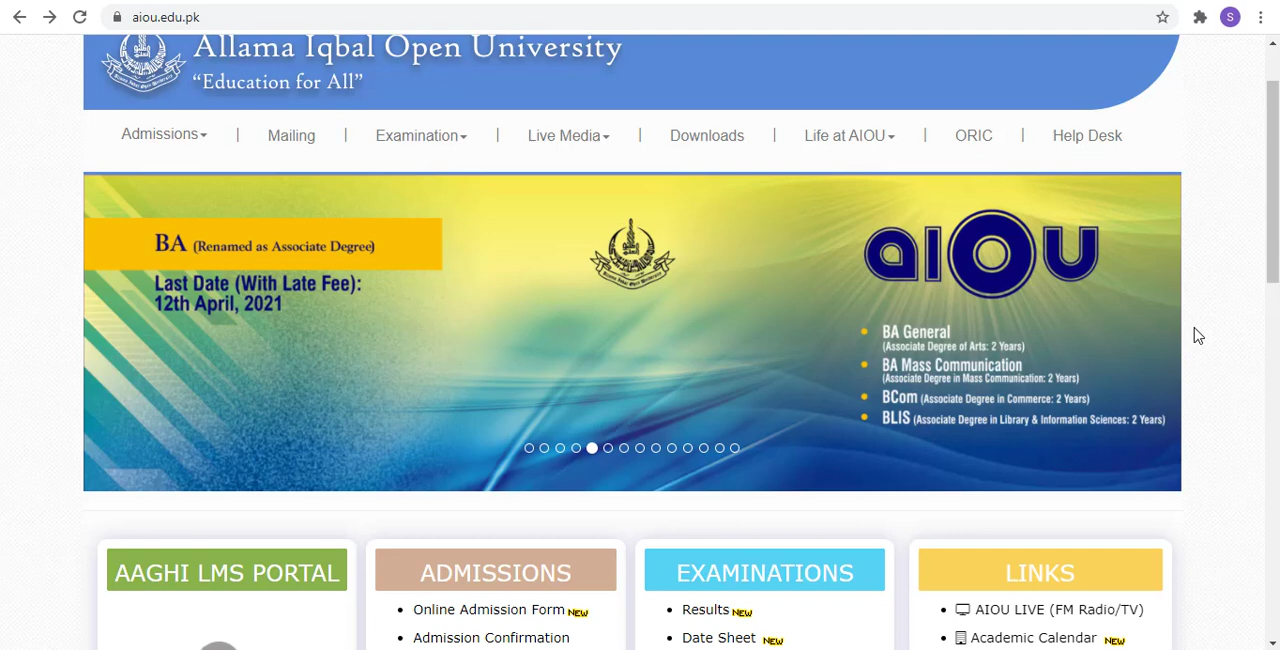 aiou.edu.pk
S
Allama Iqbal Open University
“Education for All”
Admissions | Mailing | Examination | Live Media | Downloads | Life at AIOU | ORIC | Help Desk
BA (Renamed as Associate Degree)
Last Date (With Late Fee):
12th April, 2021
AIOU
BA General
(Associate Degree of Arts: 2 Years)
BA Mass Communication
(Associate Degree in Mass Communication: 2 Years)
BCom (Associate Degree in Commerce: 2 Years)
BLIS (Associate Degree in Library & Information Sciences: 2 Years)
AAGHI LMS PORTAL
ADMISSIONS
Online Admission Form NEW
Admission Confirmation
EXAMINATIONS
Results NEW
Date Sheet NEW
LINKS
AIOU LIVE (FM Radio/TV)
Academic Calendar NEW